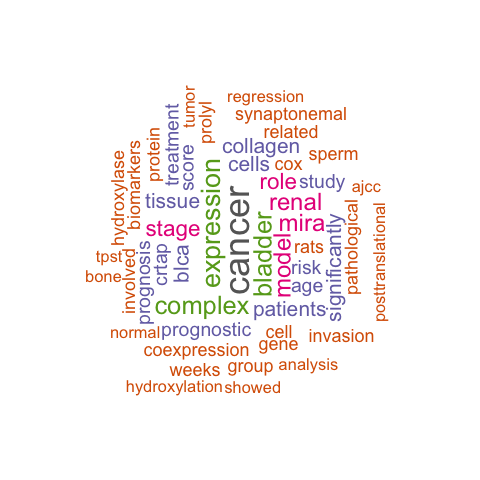 regression
synaptonemal
related
collagen
cells
cox
sperm
role
study
ajcc
renal
mira
tumor
prolyl
treatment
score
protein
biomarkers
hydroxylase
tissue
stage
expression
cancer
bladder
model
rats
risk
age
significantly
pathological
posttranslational
tpst
bone
involved
prognosis
crtap
blca
complex
patients
normal
prognostic
cell
gene
invasion
coexpression
weeks
group
analysis
hydroxylation
showed